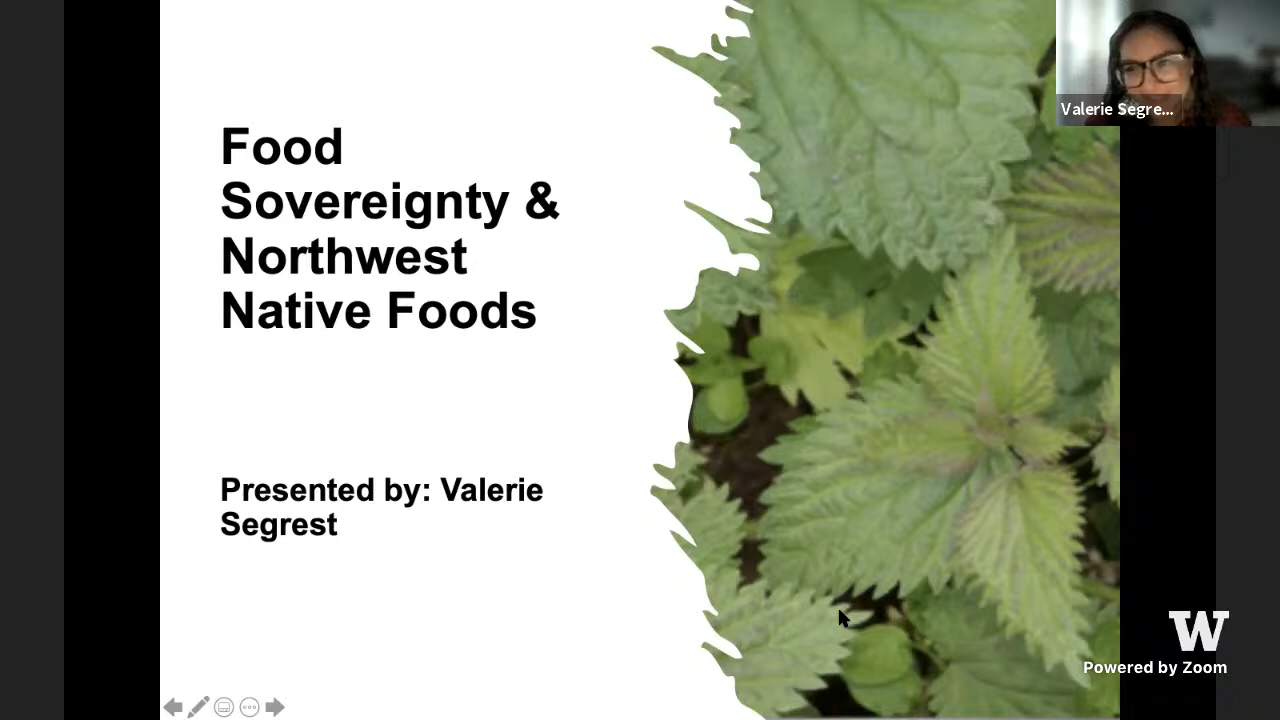 Valerie Segre...
Food
Sovereignty &
Northwest
Native Foods
Presented by: Valerie
Segrest
W
Powered by Zoom